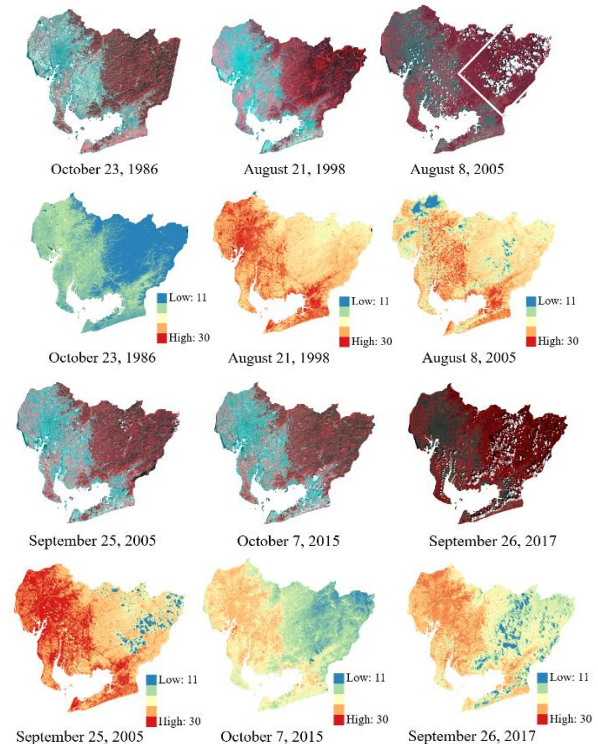 October 23, 1986
August 21, 1998
August 8, 2005
Low: 11
High: 30
Low: 11
High: 30
Low: 11
High: 30
October 23, 1986
August 21, 1998
August 8, 2005
September 25, 2005
October 7, 2015
September 26, 2017
Low: 11
High: 30
Low: 11
High: 30
Low: 11
High: 30
September 25, 2005
October 7, 2015
September 26, 2017